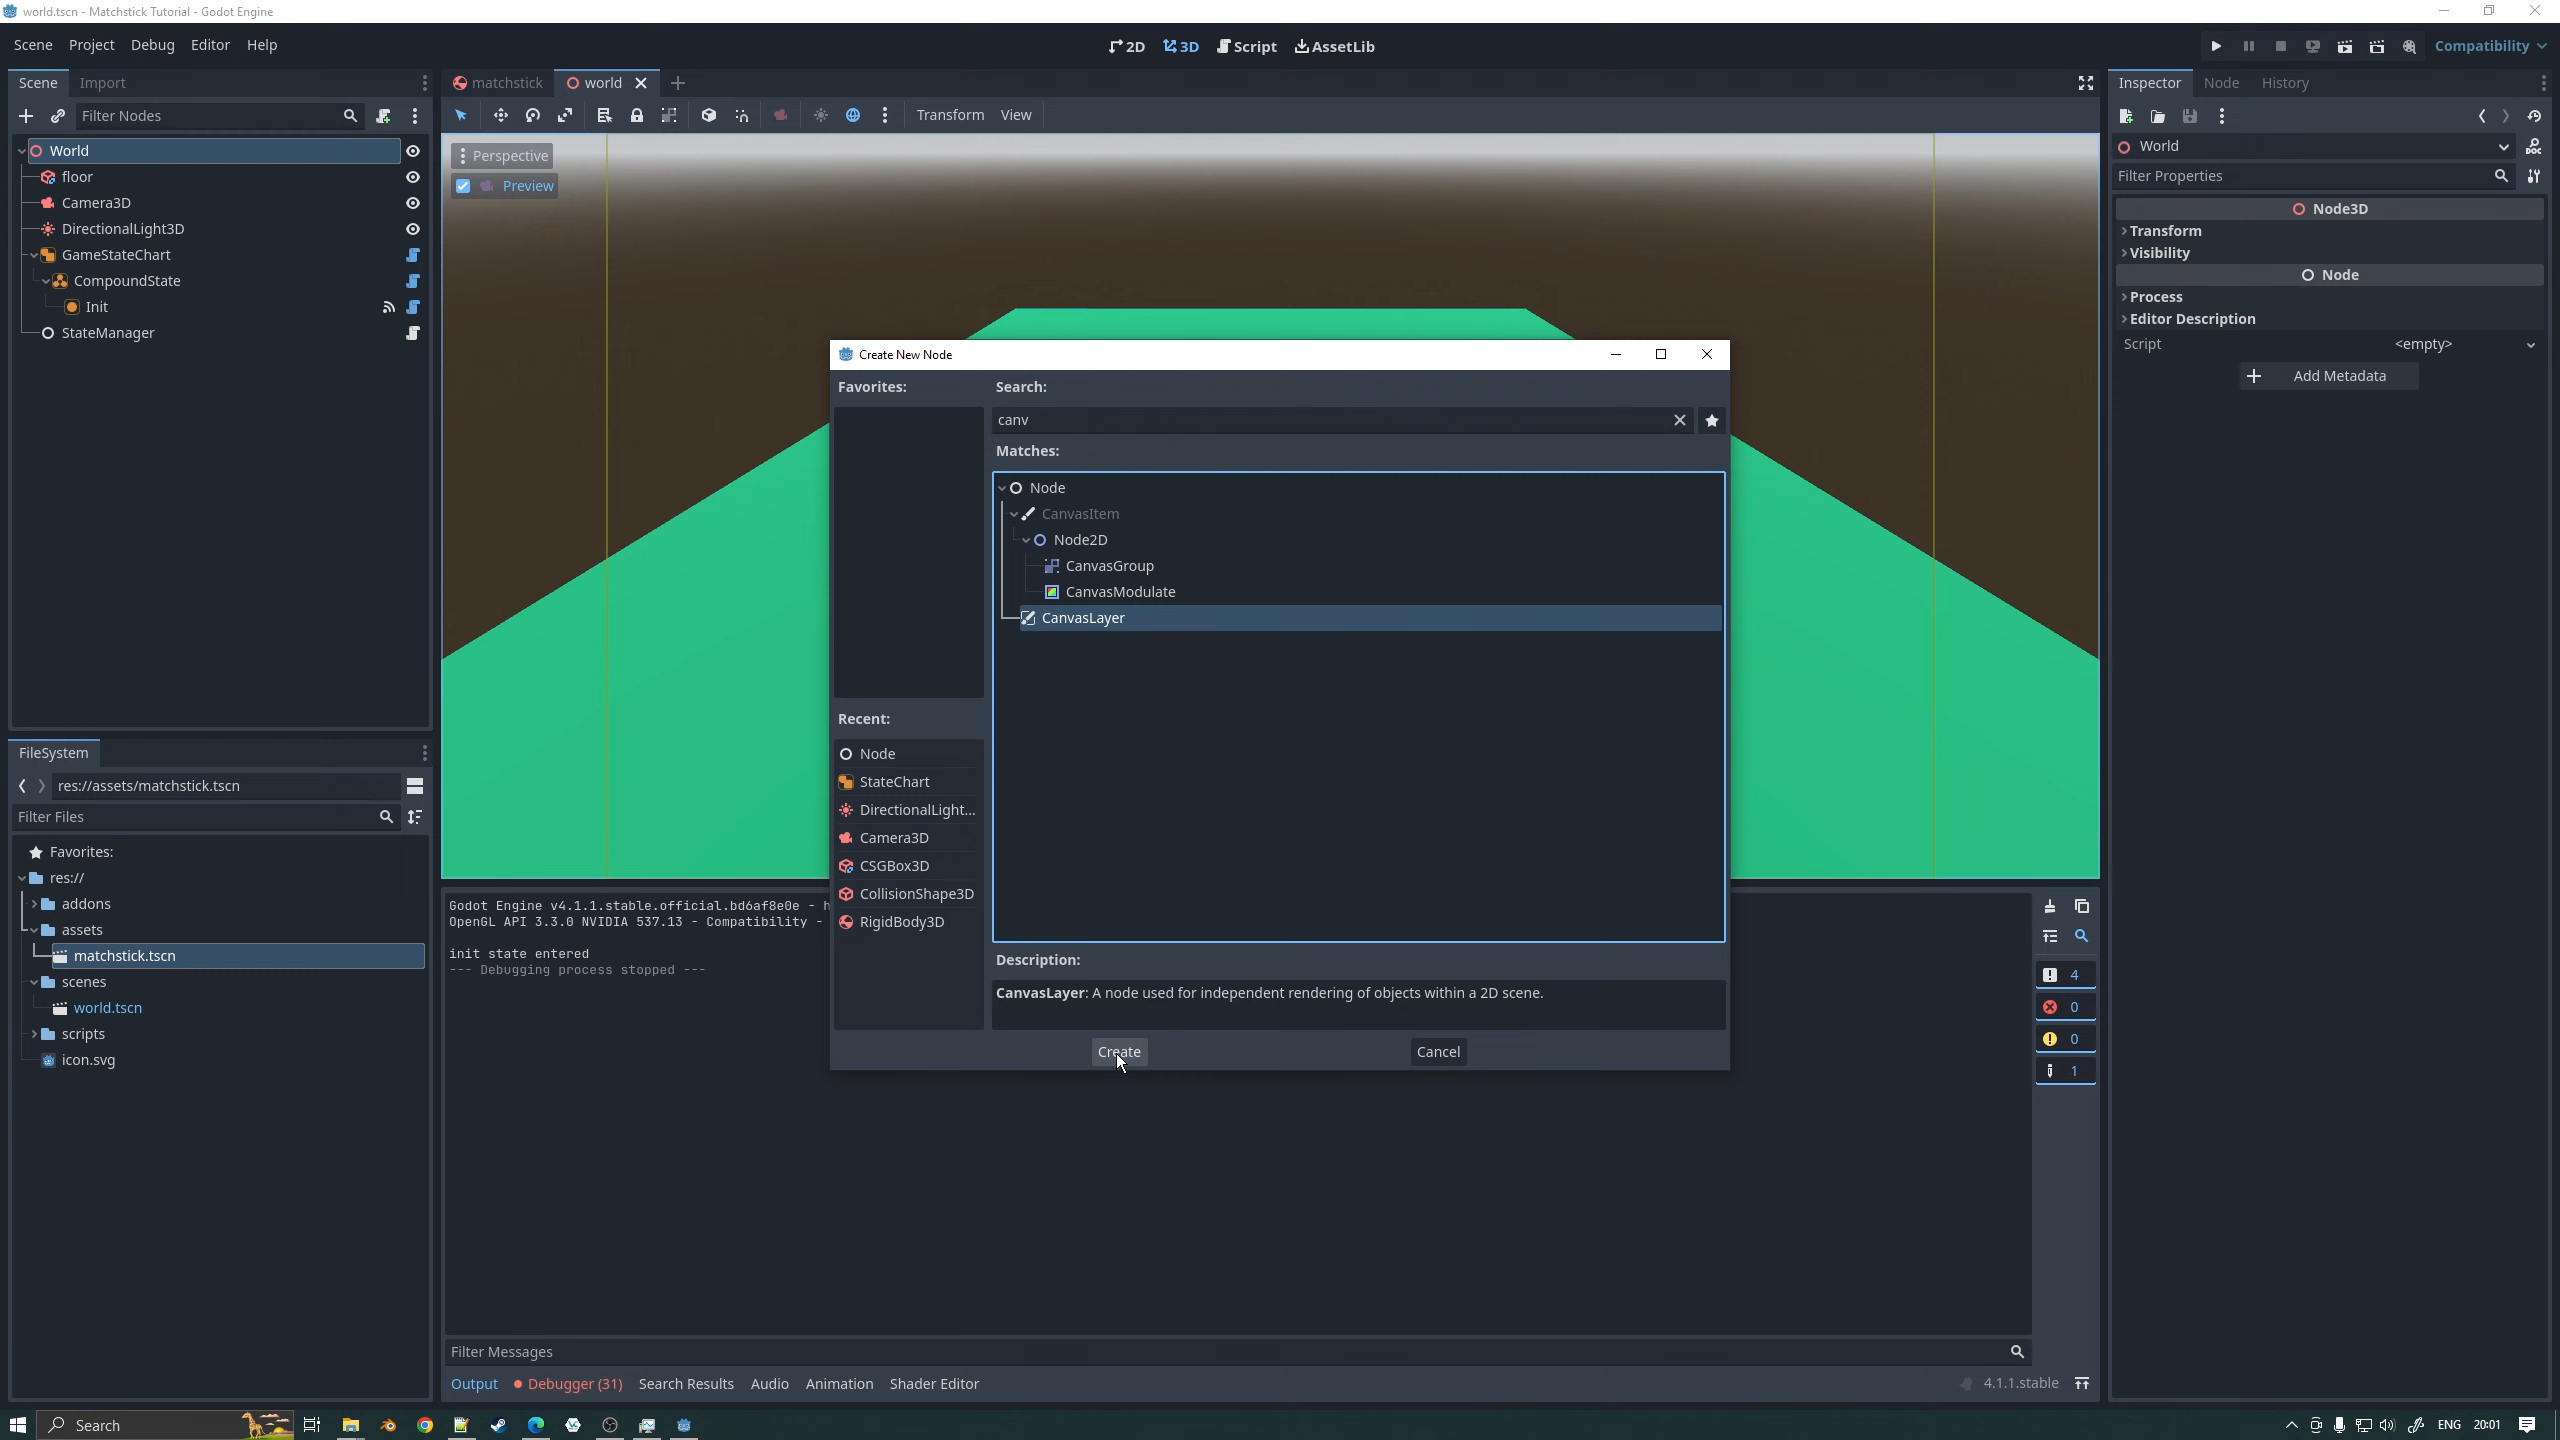 world.tscn - Matchstick Tutorial - Godot Engine
Scene Project Debug Editor Help
2D 3D Script AssetLib
Compatibility
Scene Import
Filter Nodes
World
floor
Camera3D
DirectionalLight3D
GameStateChart
CompoundState
Init
StateManager
FileSystem
res://assets/matchstick.tscn
Filter Files
Favorites:
res://
addons
assets
matchstick.tscn
scenes
world.tscn
scripts
icon.svg
matchstick world
Transform View
Perspective
Preview
Create New Node
Favorites:
Search:
canv
Matches:
Node
CanvasItem
Node2D
CanvasGroup
CanvasModulate
CanvasLayer
Recent:
Node
StateChart
DirectionalLight...
Camera3D
CSGBox3D
CollisionShape3D
RigidBody3D
Description:
CanvasLayer: A node used for independent rendering of objects within a 2D scene.
Create Cancel
Godot Engine v4.1.1.stable.official.bd6af8e0e - h
OpenGL API 3.3.0 NVIDIA 537.13 - Compatibility -
init state entered
--- Debugging process stopped ---
4
0
0
1
Filter Messages
Output Debugger (31) Search Results Audio Animation Shader Editor
4.1.1.stable
Inspector Node History
World
Filter Properties
Node3D
Transform
Visibility
Node
Process
Editor Description
Script <empty>
Add Metadata
Search
ENG 20:01